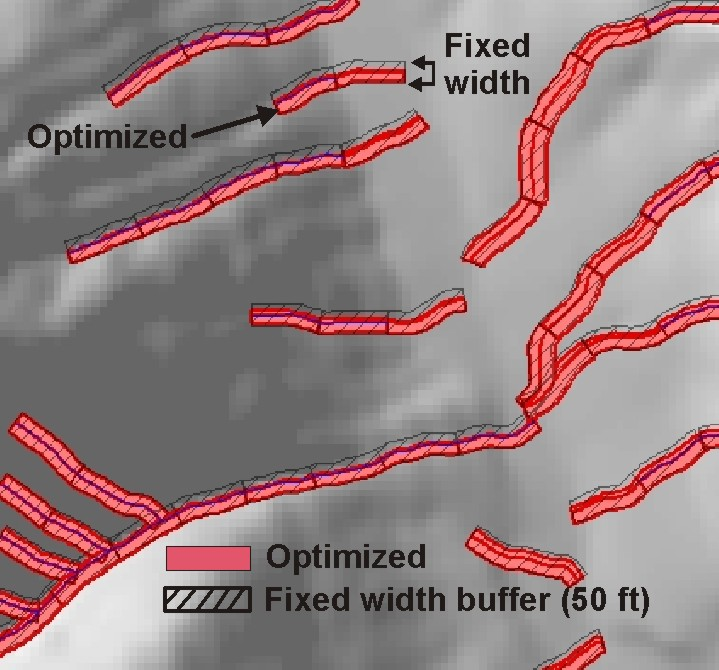 Fixed
width
Optimized
Optimized
Fixed width buffer (50 ft)